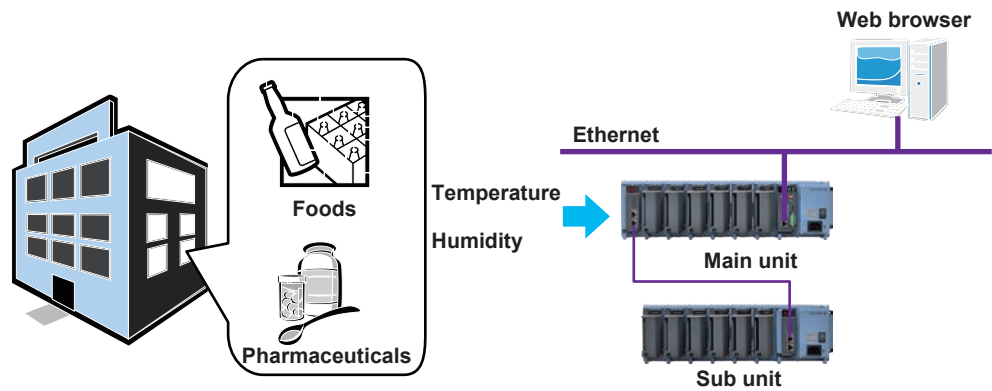 Web browser
Ethernet
Foods
Temperature
Humidity
Main unit
Pharmaceuticals
Sub unit